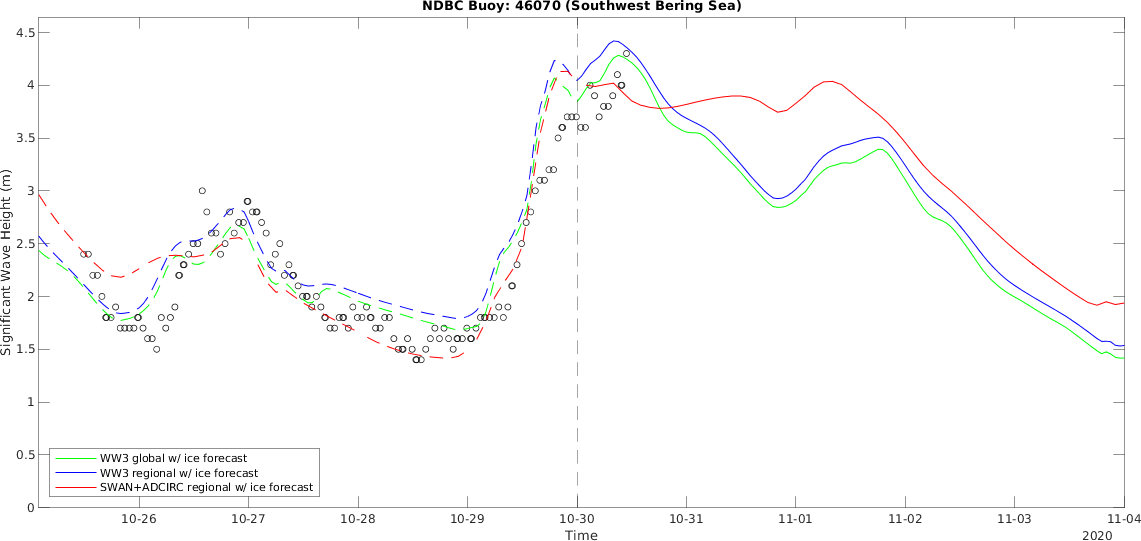 NDBC Buoy: 46070 (Southwest Bering Sea)
4.5
4
3.5
3
2.5
2
1.5
1
0.5
0
Significant Wave Height (m)
WW3 global w/ ice forecast
WW3 regional w/ ice forecast
SWAN+ADCIRC regional w/ ice forecast
10-26 10-27 10-28 10-29 10-30 10-31 11-01 11-02 11-03 11-04
Time
2020